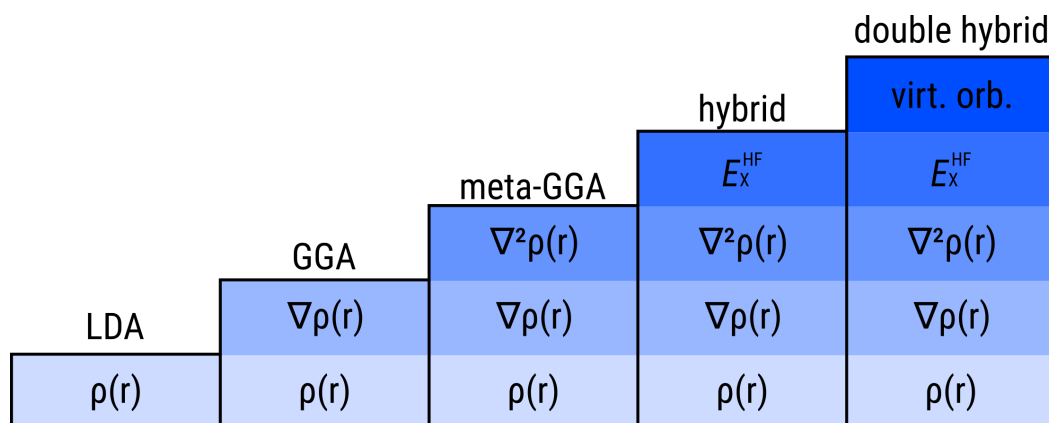 double hybrid
virt. orb.
hybrid
E_X^HF E_X^HF
meta-GGA
∇²ρ(r) ∇²ρ(r) ∇²ρ(r)
GGA
∇ρ(r) ∇ρ(r) ∇ρ(r) ∇ρ(r)
LDA
ρ(r) ρ(r) ρ(r) ρ(r) ρ(r)